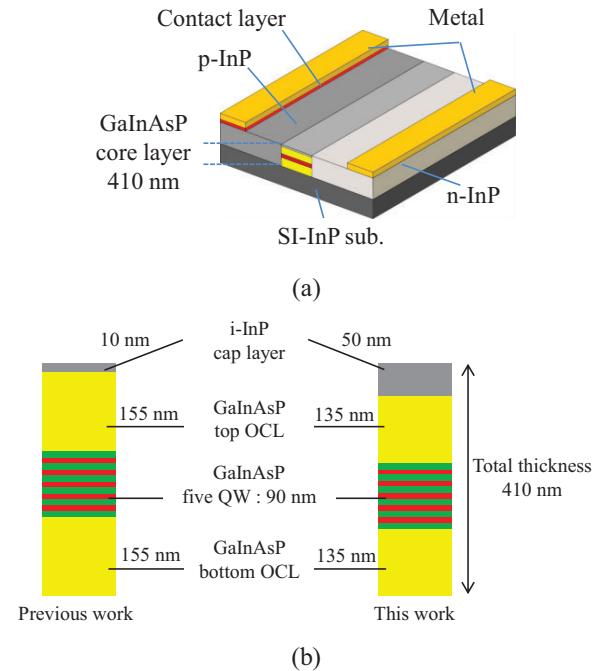 Contact layer
Metal
p-InP
GaInAsP
core layer
410 nm
n-InP
SI-InP sub.
(a)
10 nm
i-InP
cap layer
50 nm
155 nm
GaInAsP
top OCL
135 nm
GaInAsP
five QW : 90 nm
Total thickness
410 nm
155 nm
GaInAsP
bottom OCL
135 nm
Previous work
This work
(b)